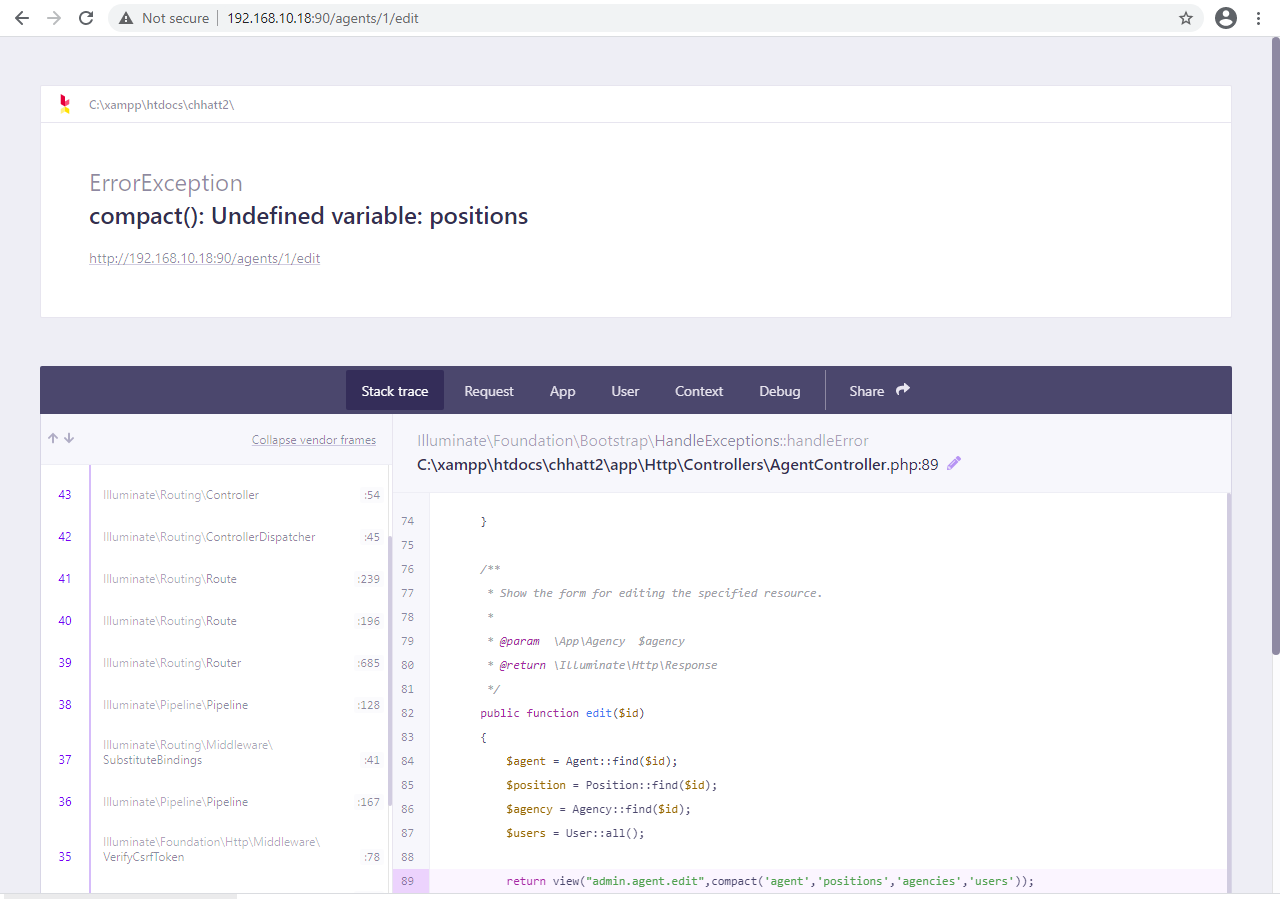 Not secure 192.168.10.18:90/agents/1/edit
C:\xampp\htdocs\chhatt2\
ErrorException
compact(): Undefined variable: positions
http://192.168.10.18:90/agents/1/edit
Stack trace Request App User Context Debug Share
Collapse vendor frames
43 Illuminate\Routing\Controller :54
42 Illuminate\Routing\ControllerDispatcher :45
41 Illuminate\Routing\Route :239
40 Illuminate\Routing\Route :196
39 Illuminate\Routing\Router :685
38 Illuminate\Pipeline\Pipeline :128
37 Illuminate\Routing\Middleware\
SubstituteBindings :41
36 Illuminate\Pipeline\Pipeline :167
35 Illuminate\Foundation\Http\Middleware\
VerifyCsrfToken :78
Illuminate\Foundation\Bootstrap\HandleExceptions::handleError
C:\xampp\htdocs\chhatt2\app\Http\Controllers\AgentController.php:89
74 }
75
76 /**
77 * Show the form for editing the specified resource.
78 *
79 * @param \App\Agency $agency
80 * @return \Illuminate\Http\Response
81 */
82 public function edit($id)
83 {
84 $agent = Agent::find($id);
85 $position = Position::find($id);
86 $agency = Agency::find($id);
87 $users = User::all();
88
89 return view("admin.agent.edit",compact('agent','positions','agencies','users'));